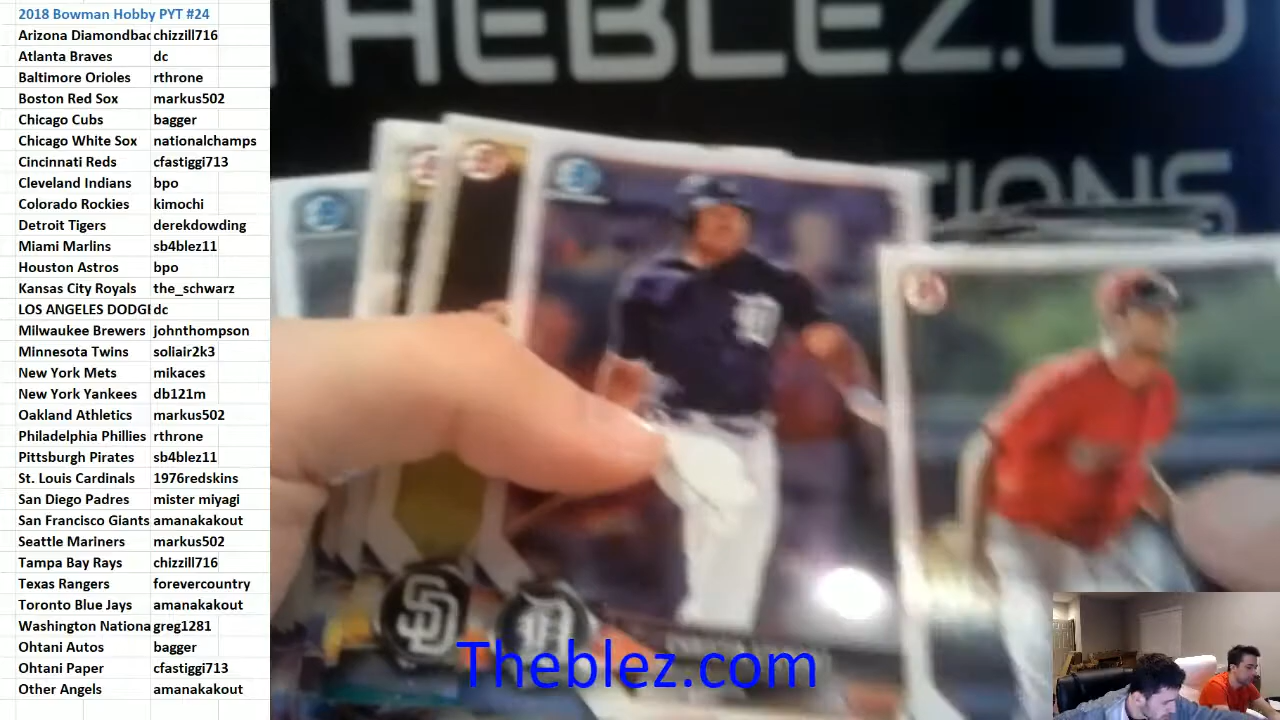 2018 Bowman Hobby PYT #24
Arizona Diamondbac chizzill716
Atlanta Braves dc
Baltimore Orioles rthrone
Boston Red Sox markus502
Chicago Cubs bagger
Chicago White Sox nationalchamps
Cincinnati Reds cfastiggi713
Cleveland Indians bpo
Colorado Rockies kimochi
Detroit Tigers derekdowding
Miami Marlins sb4blez11
Houston Astros bpo
Kansas City Royals the_schwarz
LOS ANGELES DODGE dc
Milwaukee Brewers johnthompson
Minnesota Twins soliair2k3
New York Mets mikaces
New York Yankees db121m
Oakland Athletics markus502
Philadelphia Phillies rthrone
Pittsburgh Pirates sb4blez11
St. Louis Cardinals 1976redskins
San Diego Padres mister miyagi
San Francisco Giants amanakakout
Seattle Mariners markus502
Tampa Bay Rays chizzill716
Texas Rangers forevercountry
Toronto Blue Jays amanakakout
Washington Nationa greg1281
Ohtani Autos bagger
Ohtani Paper cfastiggi713
Other Angels amanakakout
HEBLEZ.CO
IONS
SD
D
D
Theblez.com